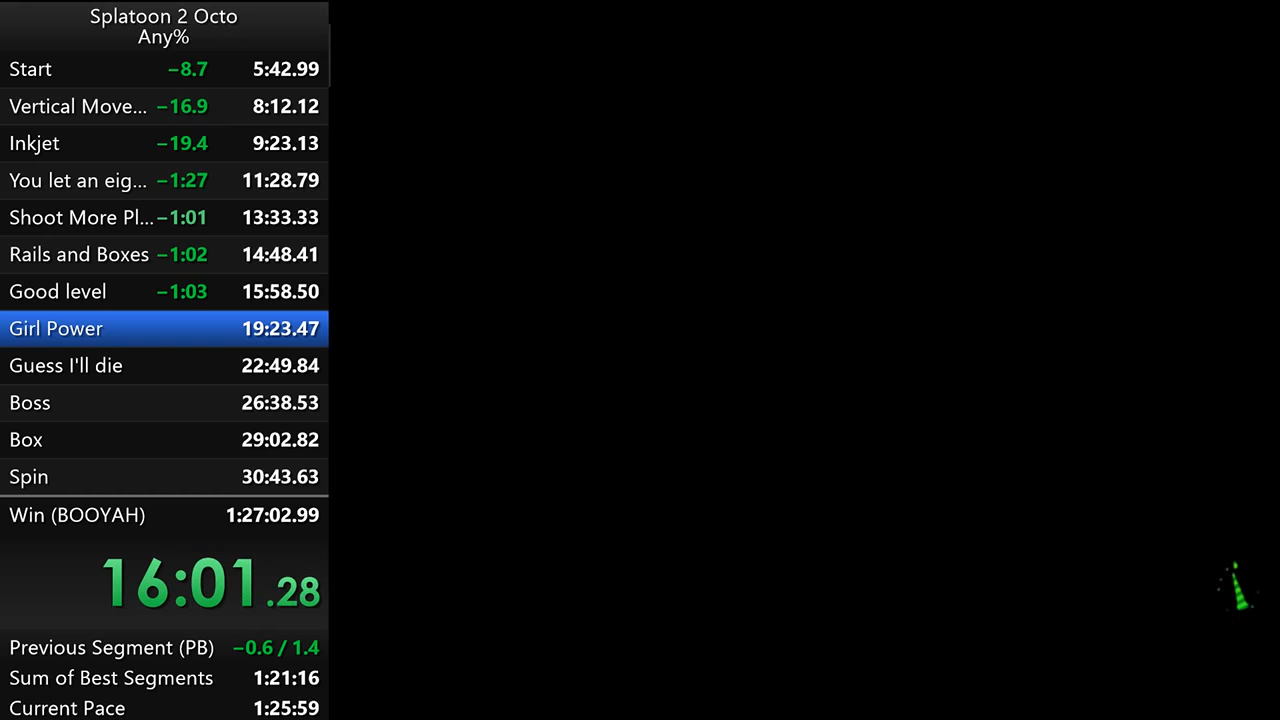 Splatoon 2 Octo
Any%
Start −8.7 5:42.99
Vertical Move... −16.9 8:12.12
Inkjet −19.4 9:23.13
You let an eig... −1:27 11:28.79
Shoot More Pl... −1:01 13:33.33
Rails and Boxes −1:02 14:48.41
Good level −1:03 15:58.50
Girl Power 19:23.47
Guess I'll die 22:49.84
Boss 26:38.53
Box 29:02.82
Spin 30:43.63
Win (BOOYAH) 1:27:02.99
16:01.28
Previous Segment (PB) −0.6 / 1.4
Sum of Best Segments 1:21:16
Current Pace 1:25:59